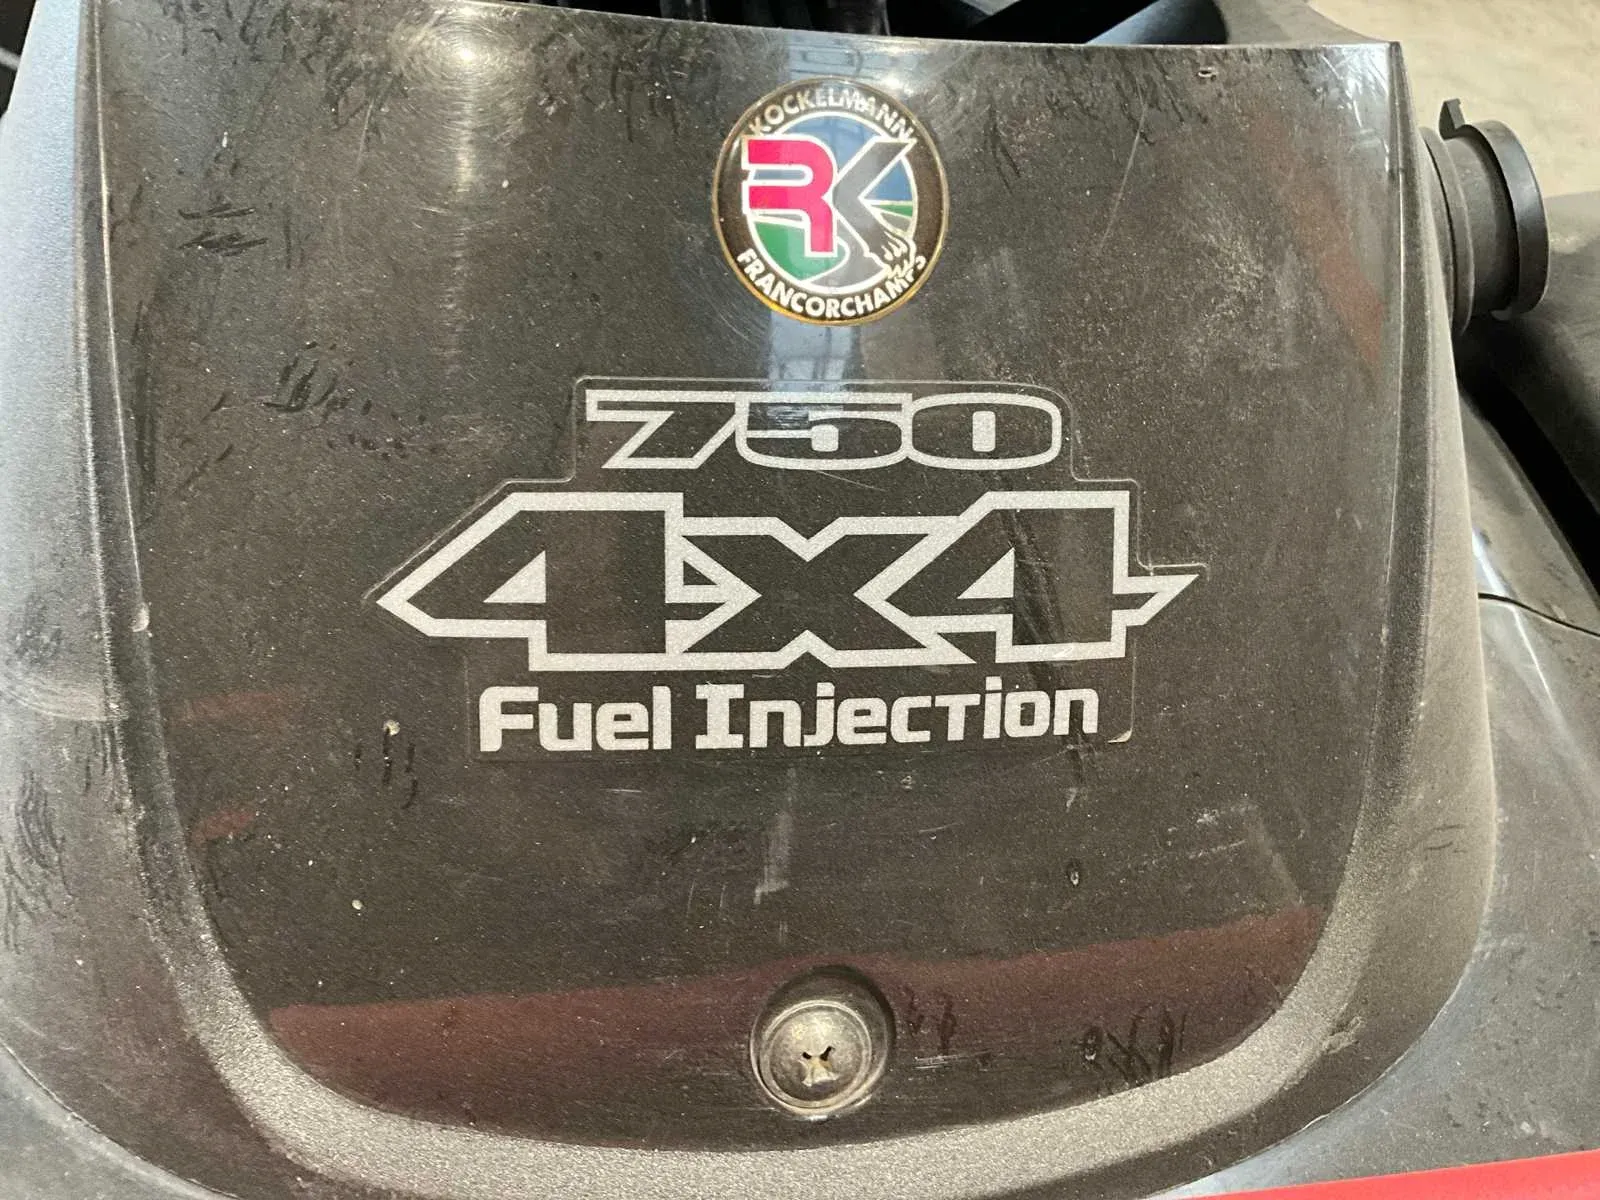 KOCKELMANN
RK
FRANCORCHAMPS
750
4x4
Fuel Injection